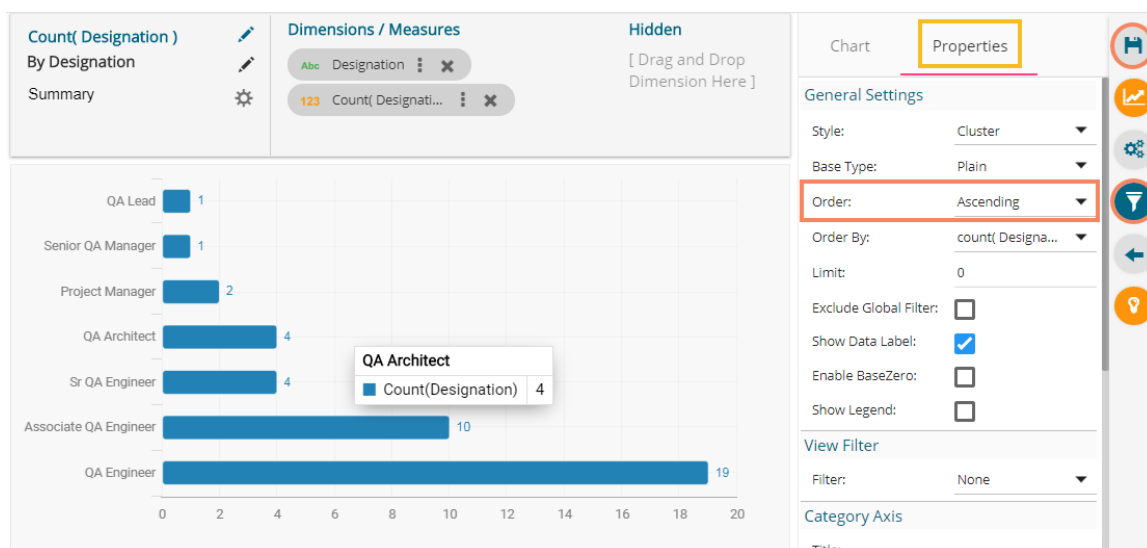 Count( Designation )
By Designation
Summary
Dimensions / Measures
Abc Designation
123 Count( Designati...
Hidden
[ Drag and Drop
Dimension Here ]
QA Lead 1
Senior QA Manager 1
Project Manager 2
QA Architect 4
Sr QA Engineer 4
Associate QA Engineer 10
QA Engineer 19
0 2 4 6 8 10 12 14 16 18 20
QA Architect
Count(Designation) 4
Chart Properties
General Settings
Style: Cluster
Base Type: Plain
Order: Ascending
Order By: count( Designa...
Limit: 0
Exclude Global Filter:
Show Data Label:
Enable BaseZero:
Show Legend:
View Filter
Filter: None
Category Axis